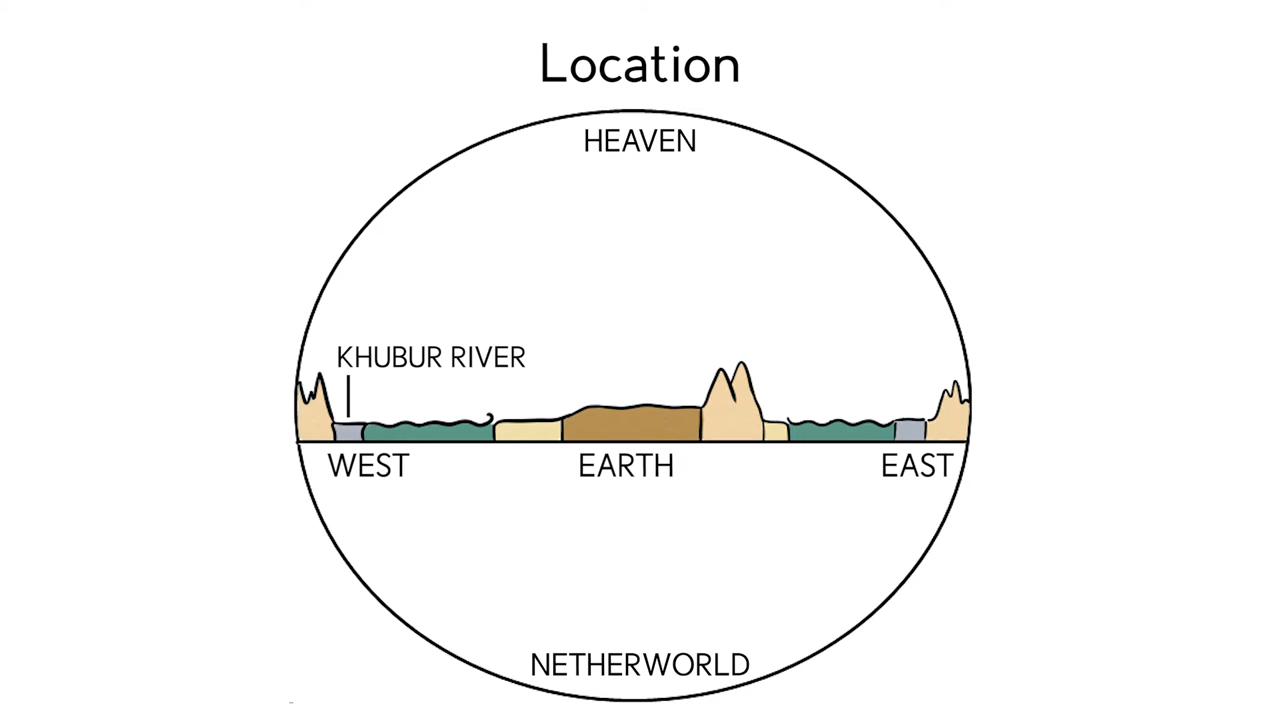 Location
HEAVEN
KHUBUR RIVER
WEST
EARTH
EAST
NETHERWORLD